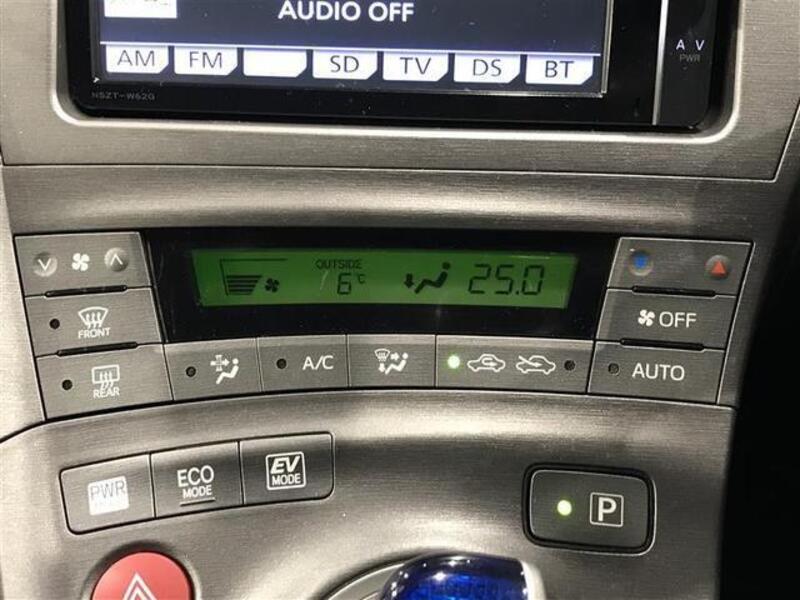 AUDIO OFF
AM FM SD TV DS BT
A V
PWR
NSZT-W62G
OUTSIDE
6°C
25.0
FRONT
OFF
REAR
A/C
AUTO
PWR
ECO
MODE
EV
MODE
P